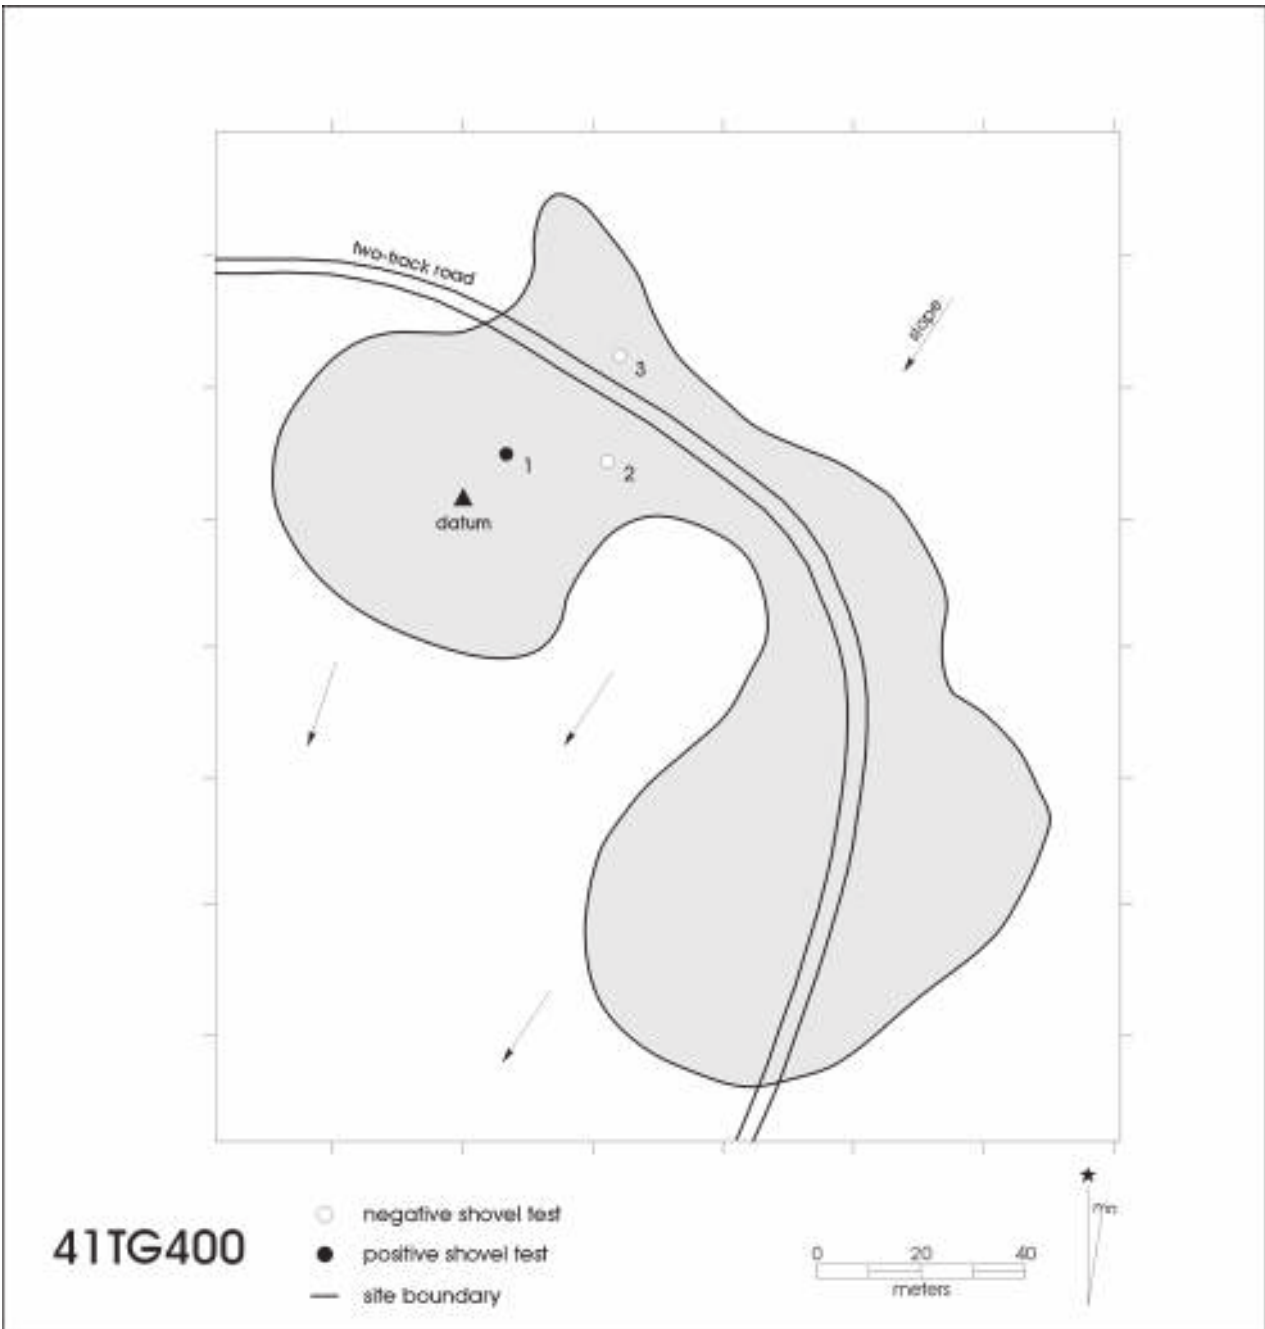 two-track road
slope
3
1
2
datum
mn
negative shovel test
41TG400
positive shovel test
site boundary
0 20 40
meters